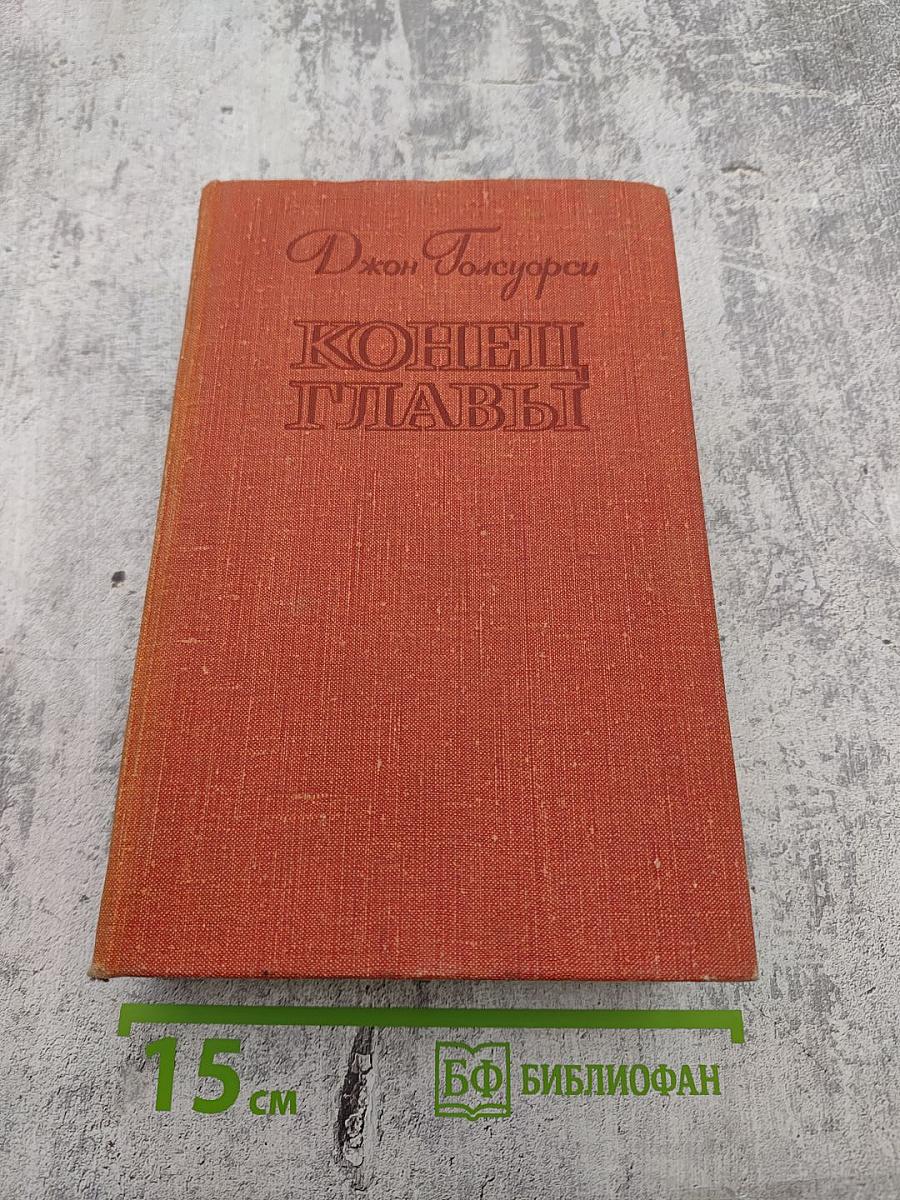 Джон Голсуорси
КОНЕЦ
ГЛАВЫ
15 см
БФ БИБЛИОФАН